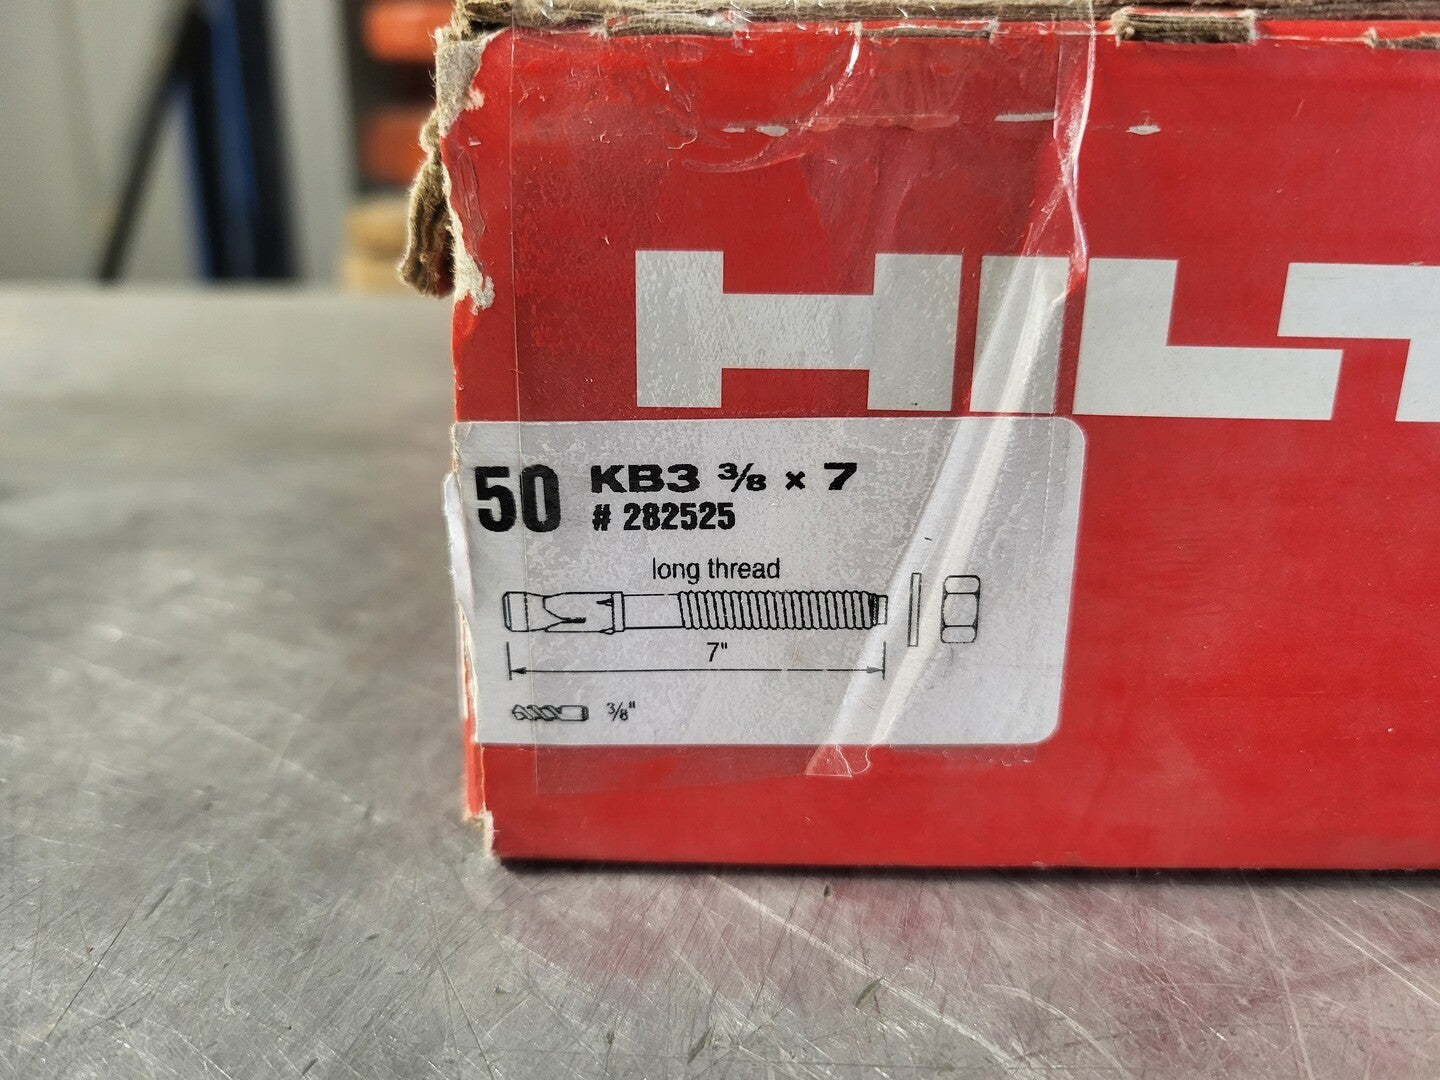 HILT
50 KB3 ⅜ × 7
# 282525
long thread
7"
⅜"